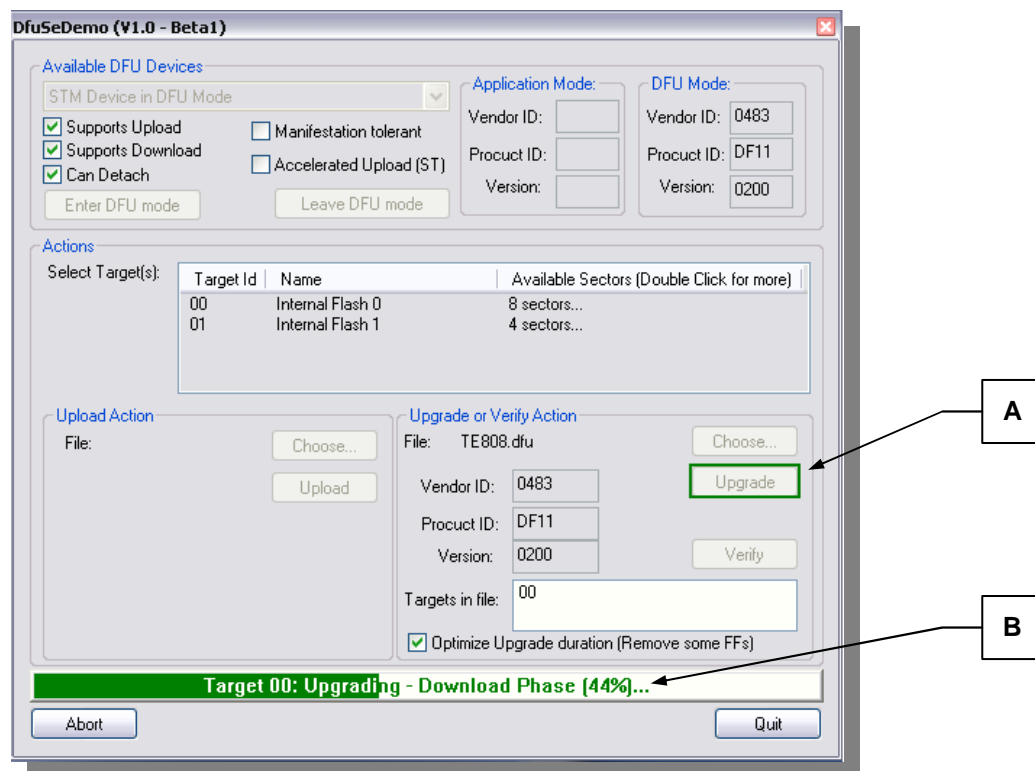 DfuSeDemo (V1.0 - Beta1)
Available DFU Devices
STM Device in DFU Mode
Supports Upload
Supports Download
Can Detach
Manifestation tolerant
Accelerated Upload (ST)
Enter DFU mode
Leave DFU mode
Application Mode:
Vendor ID:
Procuct ID:
Version:
DFU Mode:
Vendor ID: 0483
Procuct ID: DF11
Version: 0200
Actions
Select Target(s):
Target Id Name Available Sectors (Double Click for more)
00 Internal Flash 0 8 sectors...
01 Internal Flash 1 4 sectors...
Upload Action
File:
Choose...
Upload
Upgrade or Verify Action
File: TE808.dfu
Choose...
Vendor ID: 0483
Upgrade
Procuct ID: DF11
Version: 0200
Verify
Targets in file: 00
Optimize Upgrade duration (Remove some FFs)
Target 00: Upgrading - Download Phase (44%)...
Abort
Quit
A
B